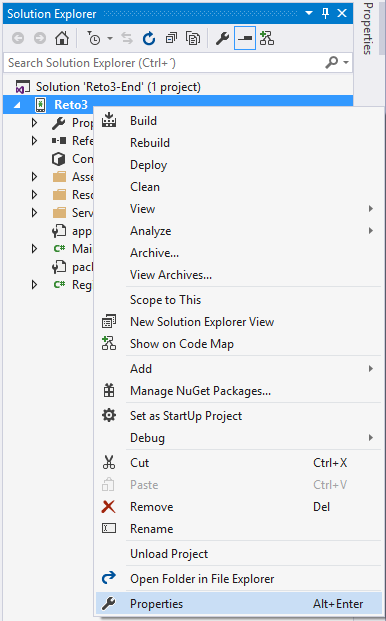 Solution Explorer
Properties
Search Solution Explorer (Ctrl+´)
Solution 'Reto3-End' (1 project)
Reto3
Prop
Refe
Con
Asse
Reso
Serv
app
Mai
pack
Reg
Build
Rebuild
Deploy
Clean
View
Analyze
Archive...
View Archives...
Scope to This
New Solution Explorer View
Show on Code Map
Add
Manage NuGet Packages...
Set as StartUp Project
Debug
Cut Ctrl+X
Paste Ctrl+V
Remove Del
Rename
Unload Project
Open Folder in File Explorer
Properties Alt+Enter